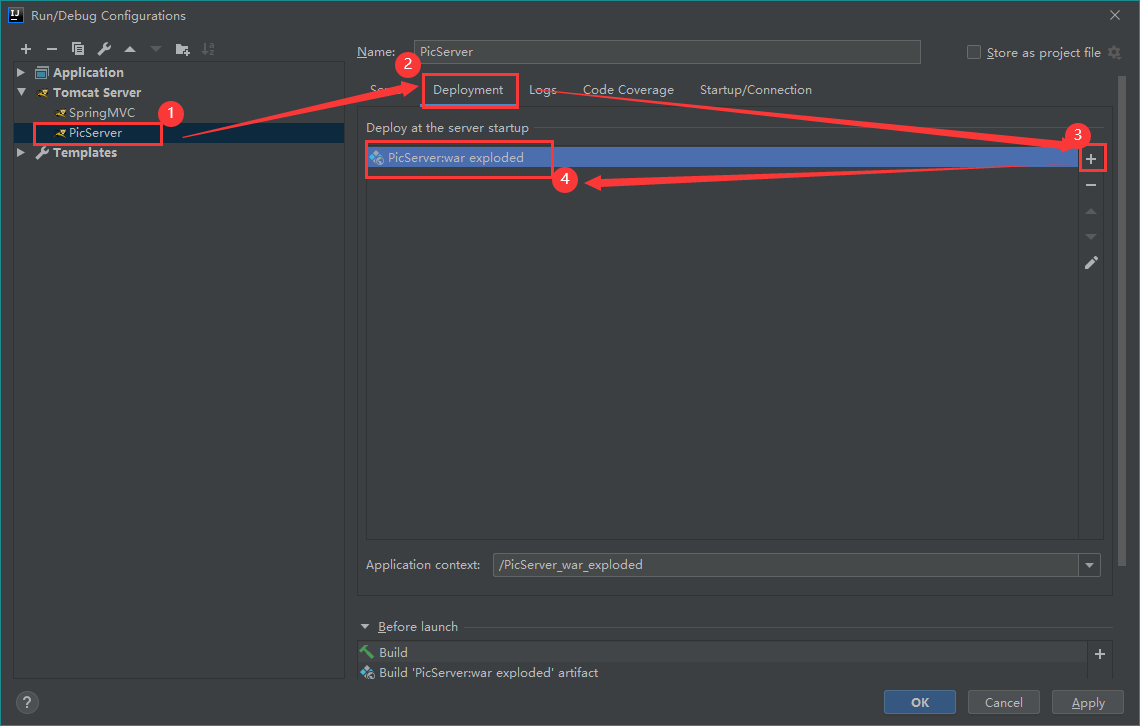 Run/Debug Configurations
Name: PicServer
Store as project file
Application
Tomcat Server
SpringMVC
1
PicServer
Templates
2
Deployment
Logs
Code Coverage
Startup/Connection
Deploy at the server startup
3
PicServer:war exploded
4
Application context: /PicServer_war_exploded
Before launch
Build
Build 'PicServer:war exploded' artifact
?
OK
Cancel
Apply